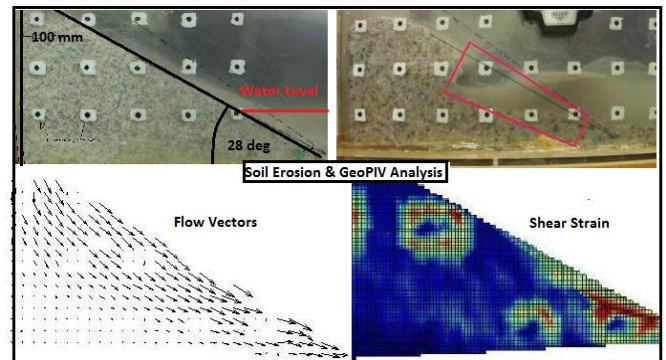 100 mm
Water Level
28 deg
Soil Erosion & GeoPIV Analysis
Flow Vectors
Shear Strain